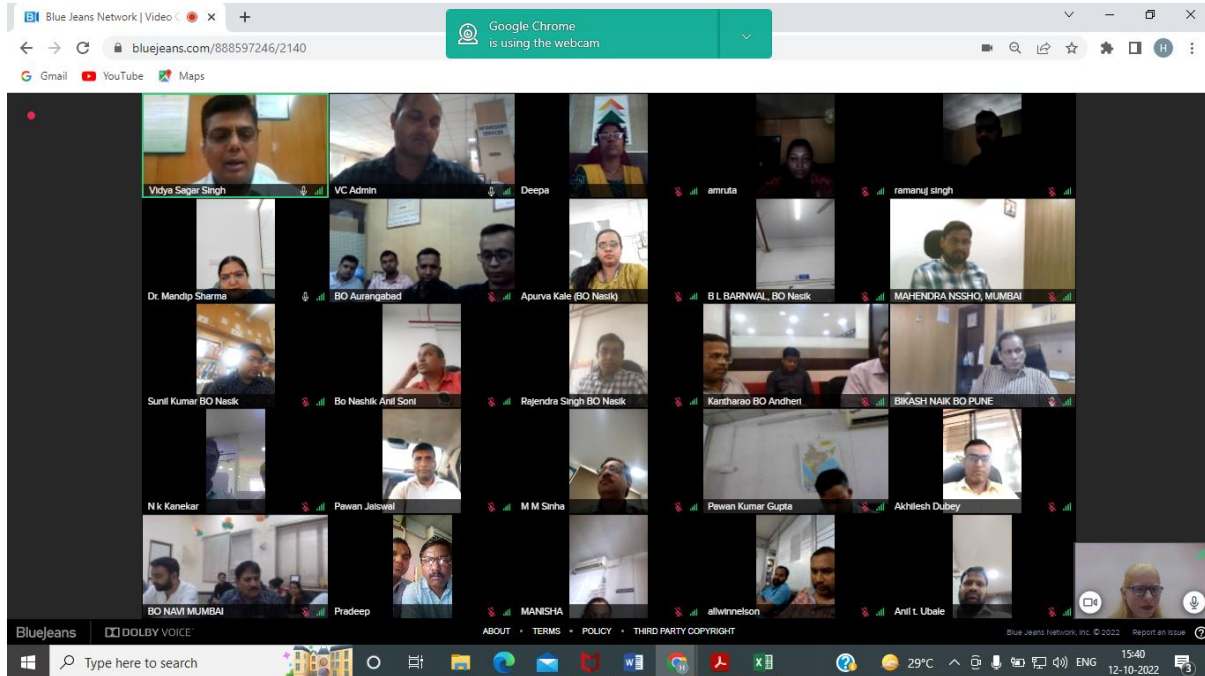 Blue Jeans Network | Video C
Google Chrome
is using the webcam
bluejeans.com/888597246/2140
H
Gmail
YouTube
Maps
Vidya Sagar Singh
VC Admin
Deepa
amruta
ramanuj singh
Dr. Mandip Sharma
BO Aurangabad
Apurva Kale (BO Nasik)
B L BARNWAL, BO Nasik
MAHENDRA NSSHO, MUMBAI
Sunil Kumar BO Nasik
Bo Nashik Anil Soni
Rajendra Singh BO Nasik
Kantharao BO Andheri
BIKASH NAIK BO PUNE
N k Kanekar
Pawan Jaiswal
M M Sinha
Pawan Kumar Gupta
Akhilesh Dubey
BO NAVI MUMBAI
Pradeep
MANISHA
allwinnelson
Anil t. Ubale
BlueJeans
DOLBY VOICE
ABOUT • TERMS • POLICY • THIRD PARTY COPYRIGHT
Blue Jeans Network, Inc. © 2022
Report an Issue
Type here to search
29°C
ENG
15:40
12-10-2022
3